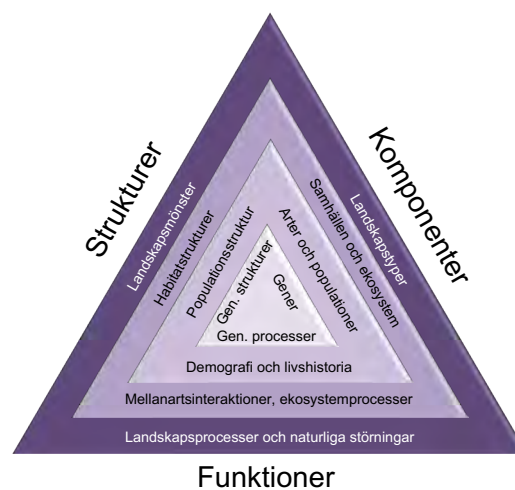 Strukturer
Komponenter
Landskapsmönster
Habitatstrukturer
Populationsstruktur
Gen. strukturer
Gener
Arter och populationer
Samhällen och ekosystem
Landskapstyper
Gen. processer
Demografi och livshistoria
Mellanartsinteraktioner, ekosystemprocesser
Landskapsprocesser och naturliga störningar
Funktioner